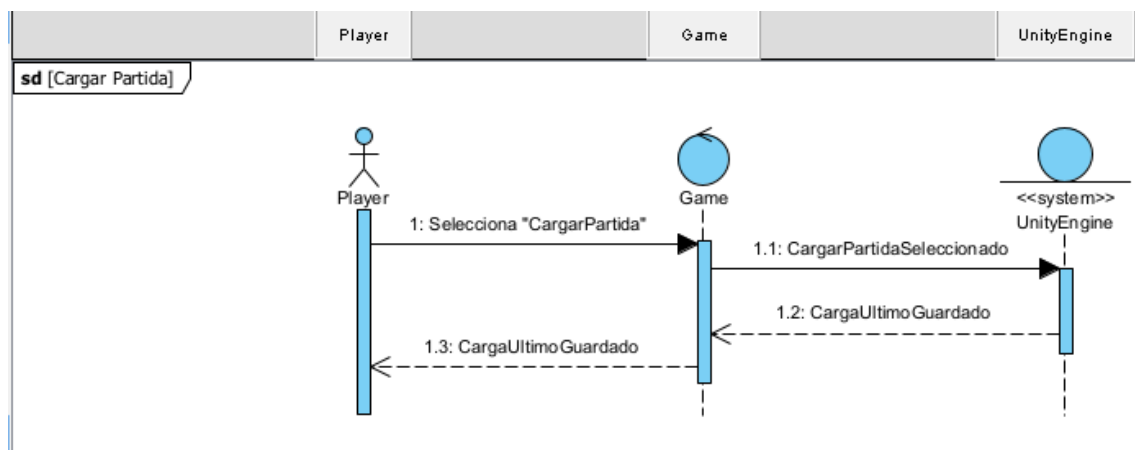 Player
Game
UnityEngine
sd [Cargar Partida]
Player
Game
<<system>>
UnityEngine
1: Selecciona "CargarPartida"
1.1: CargarPartidaSeleccionado
1.2: CargaUltimoGuardado
1.3: CargaUltimoGuardado